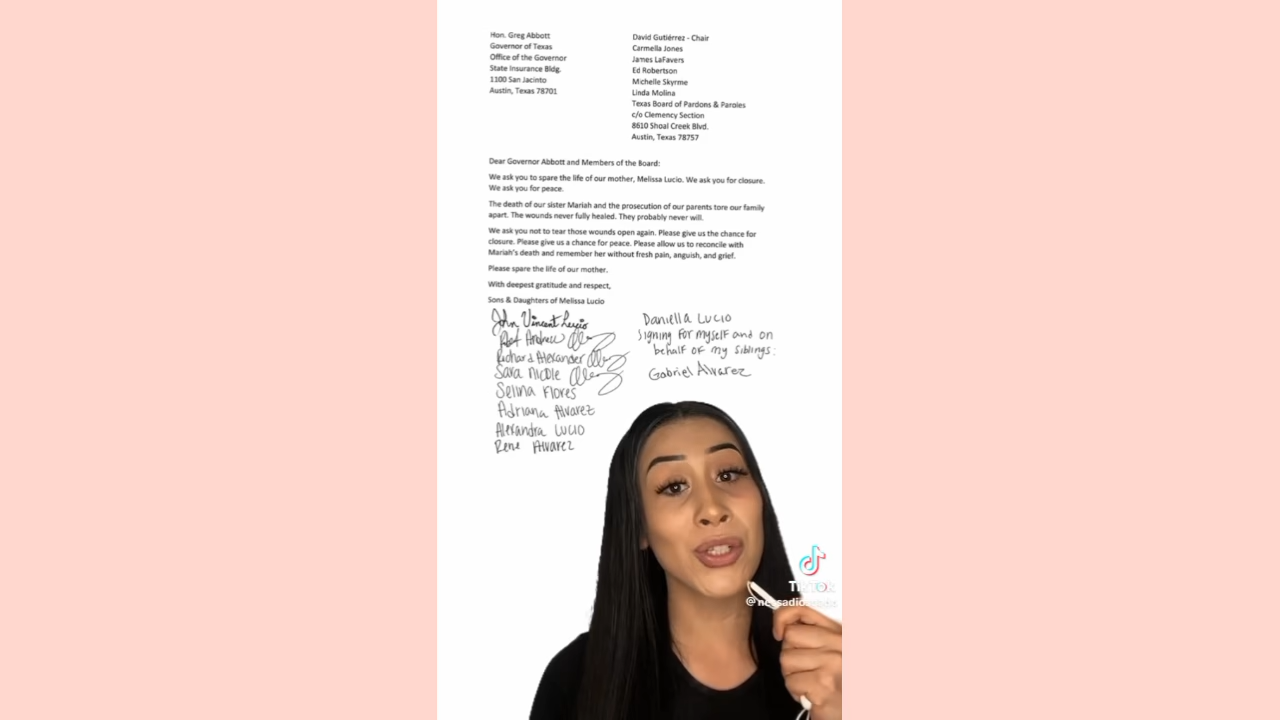 Hon. Greg Abbott
Governor of Texas
Office of the Governor
State Insurance Bldg.
1100 San Jacinto
Austin, Texas 78701
David Gutiérrez - Chair
Carmella Jones
James LaFavers
Ed Robertson
Michelle Skyrme
Linda Molina
Texas Board of Pardons & Paroles
c/o Clemency Section
8610 Shoal Creek Blvd.
Austin, Texas 78757
Dear Governor Abbott and Members of the Board:
We ask you to spare the life of our mother, Melissa Lucio. We ask you for closure.
We ask you for peace.
The death of our sister Mariah and the prosecution of our parents tore our family
apart. The wounds never fully healed. They probably never will.
We ask you not to tear those wounds open again. Please give us the chance for
closure. Please give us a chance for peace. Please allow us to reconcile with
Mariah's death and remember her without fresh pain, anguish, and grief.
Please spare the life of our mother.
With deepest gratitude and respect,
Sons & Daughters of Melissa Lucio
John Vincent Lucio
Andrew
Richard Alexander
Sara Nicole
Selina Flores
Adriana Alvarez
Alexandra Lucio
Rene Alvarez
Daniella Lucio
Signing for myself and on
behalf of my siblings:
Gabriel Alvarez
TikTok